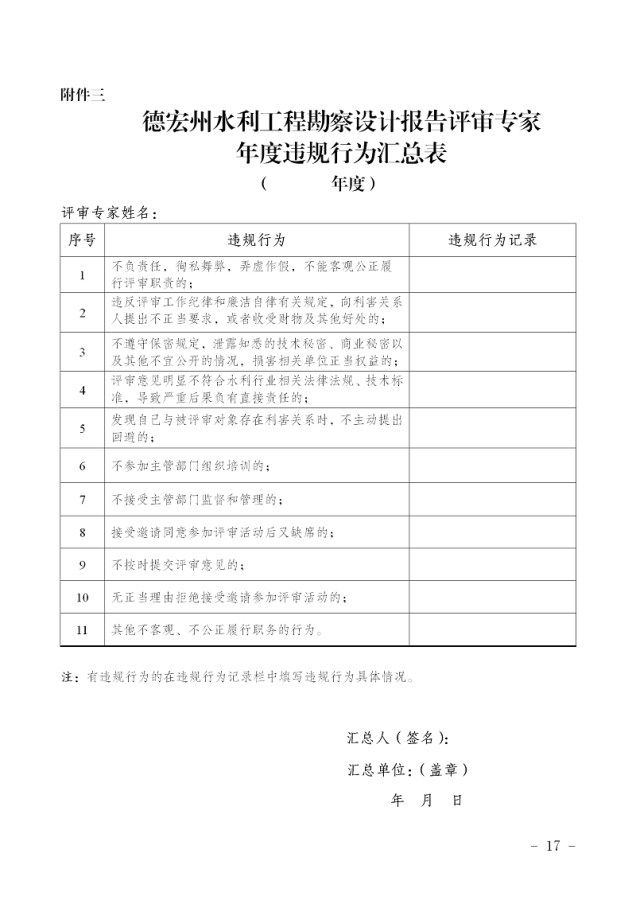 附件三
德宏州水利工程勘察设计报告评审专家
年度违规行为汇总表
（　　　年度）
评审专家姓名：
序号 违规行为 违规行为记录
1 不负责任，徇私舞弊，弄虚作假，不能客观公正履
行评审职责的；
2 违反评审工作纪律和廉洁自律有关规定，向利害关系
人提出不正当要求，或者收受财物及其他好处的；
3 不遵守保密规定，泄露知悉的技术秘密、商业秘密以
及其他不宜公开的情况，损害相关单位正当权益的；
4 评审意见明显不符合水利行业相关法律法规、技术标
准，导致严重后果负有直接责任的；
5 发现自己与被评审对象存在利害关系时，不主动提出
回避的；
6 不参加主管部门组织培训的；
7 不接受主管部门监督和管理的；
8 接受邀请同意参加评审活动后又缺席的；
9 不按时提交评审意见的；
10 无正当理由拒绝接受邀请参加评审活动的；
11 其他不客观、不公正履行职务的行为。
注：有违规行为的在违规行为记录栏中填写违规行为具体情况。
汇总人（签名）：
汇总单位：（盖章）
年 月 日
- 17 -